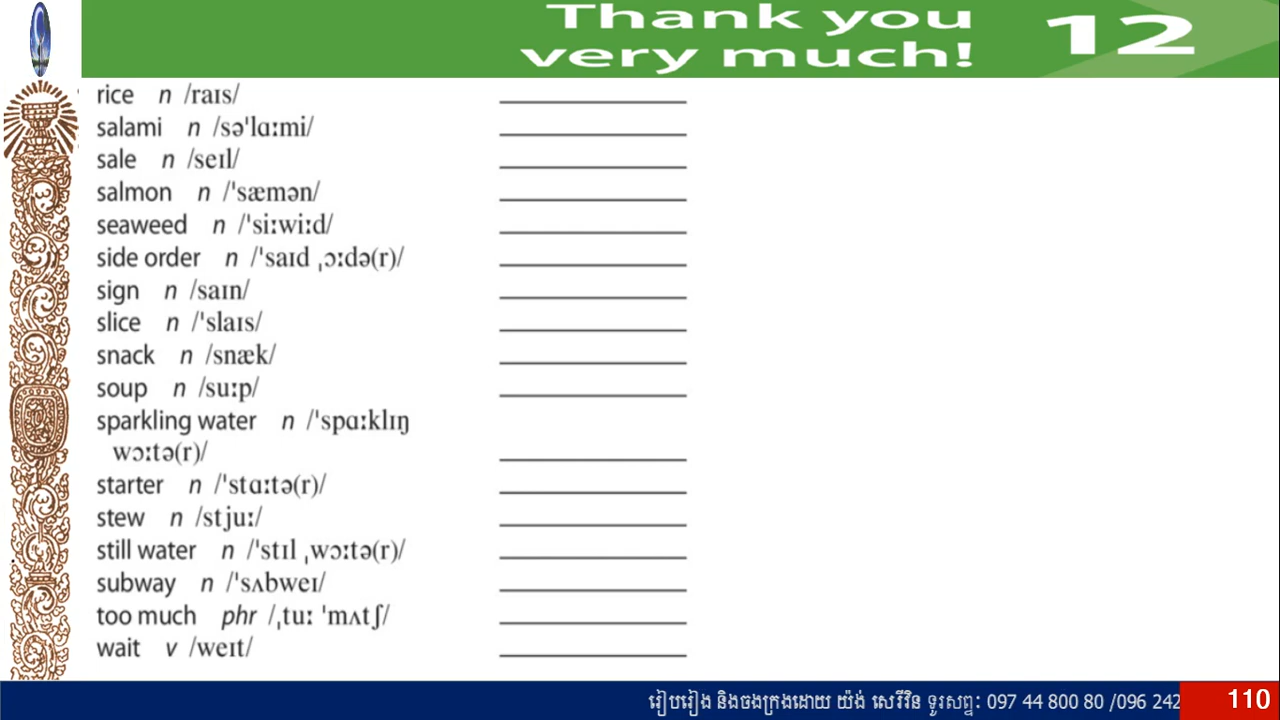 Thank you
very much! 12
rice n /raɪs/
salami n /səˈlɑːmi/
sale n /seɪl/
salmon n /ˈsæmən/
seaweed n /ˈsiːwiːd/
side order n /ˈsaɪd ˌɔːdə(r)/
sign n /saɪn/
slice n /ˈslaɪs/
snack n /snæk/
soup n /suːp/
sparkling water n /ˈspɑːklɪŋ
wɔːtə(r)/
starter n /ˈstɑːtə(r)/
stew n /stjuː/
still water n /ˈstɪl ˌwɔːtə(r)/
subway n /ˈsʌbweɪ/
too much phr /ˌtuː ˈmʌtʃ/
wait v /weɪt/
រៀបរៀង និងចងក្រងដោយ យ៉ង់ សេរីវិន ទូរសព្ទ: 097 44 800 80 /096 242 110